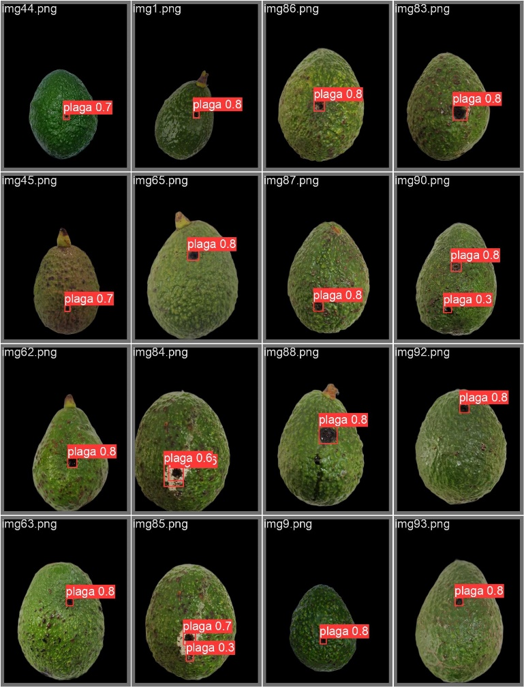 img44.png
plaga 0.7
img1.png
plaga 0.8
img86.png
plaga 0.8
img83.png
plaga 0.8
img45.png
plaga 0.7
img65.png
plaga 0.8
img87.png
plaga 0.8
img90.png
plaga 0.8
plaga 0.3
img62.png
plaga 0.8
img84.png
plaga 0.6
img88.png
plaga 0.8
img92.png
plaga 0.8
img63.png
plaga 0.8
img85.png
plaga 0.7
plaga 0.3
img9.png
plaga 0.8
img93.png
plaga 0.8